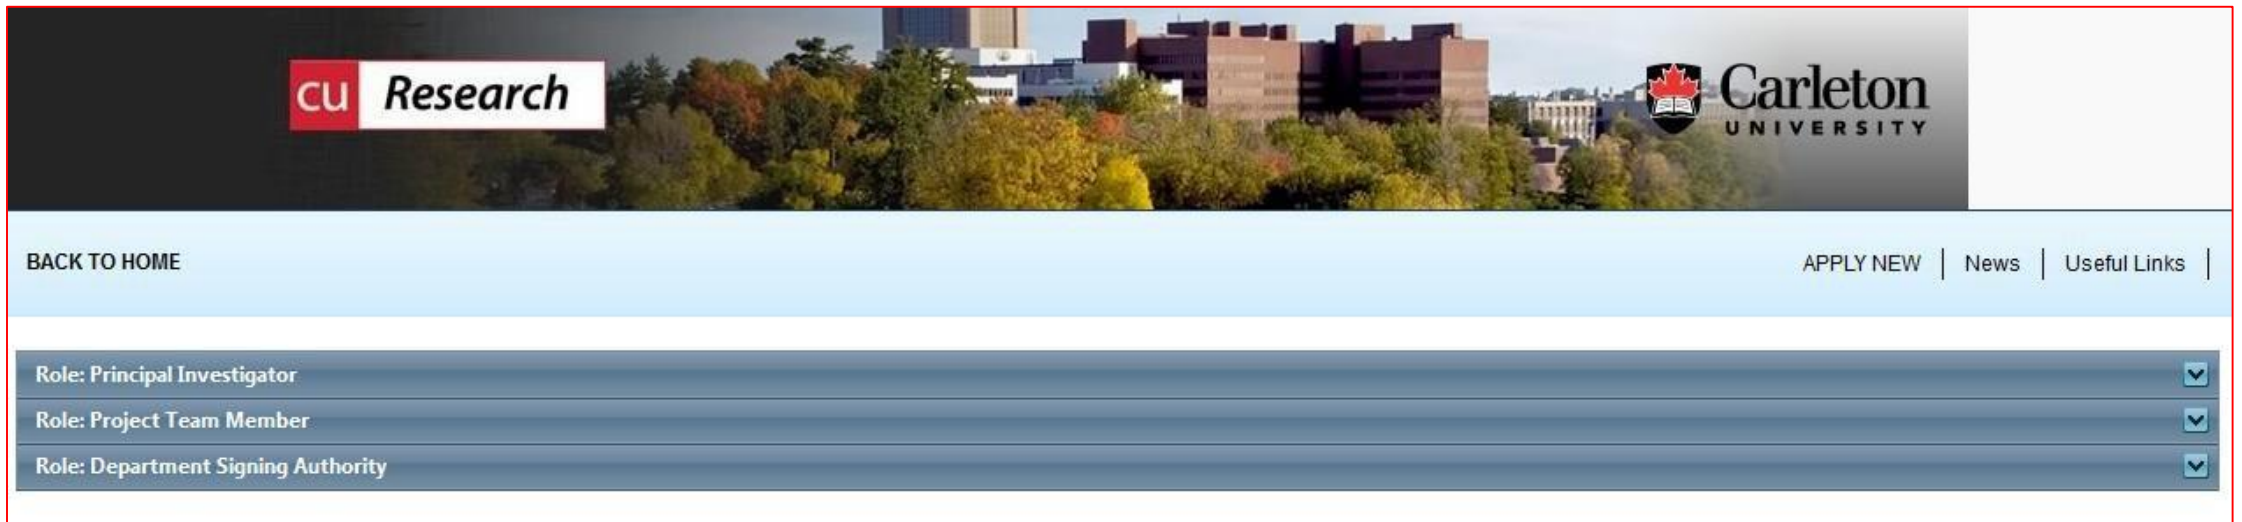 cu Research
Carleton
UNIVERSITY
BACK TO HOME
APPLY NEW | News | Useful Links |
Role: Principal Investigator
Role: Project Team Member
Role: Department Signing Authority